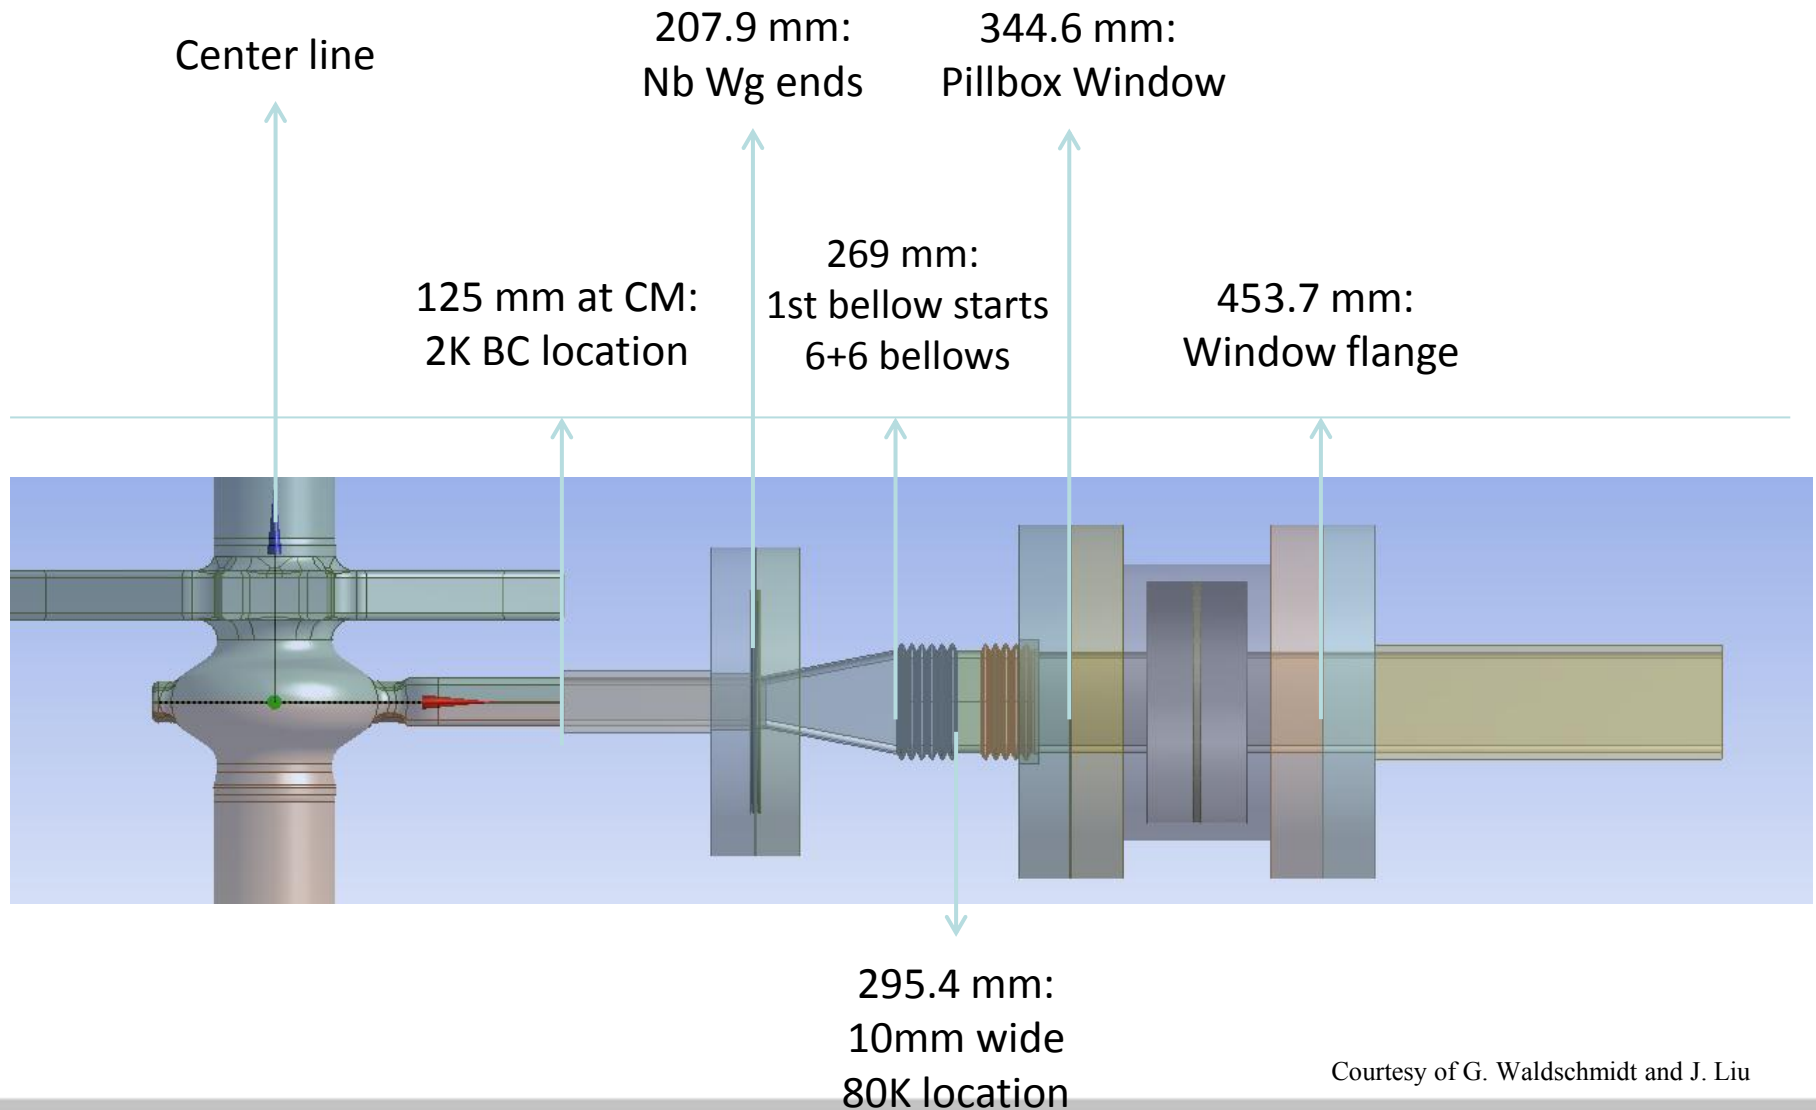 Center line
207.9 mm:
Nb Wg ends
344.6 mm:
Pillbox Window
125 mm at CM:
2K BC location
269 mm:
1st bellow starts
6+6 bellows
453.7 mm:
Window flange
295.4 mm:
10mm wide
80K location
Courtesy of G. Waldschmidt and J. Liu